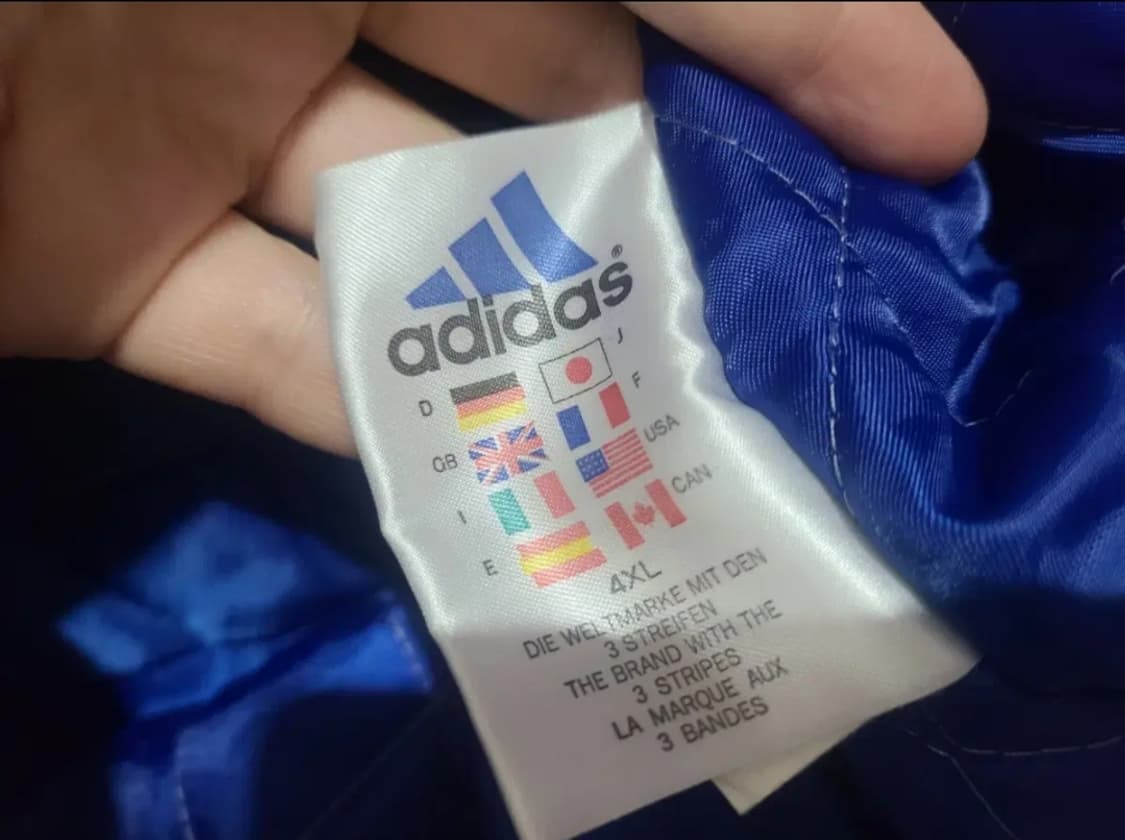 adidas®
D J
GB F
I USA
E CAN
4XL
DIE WELTMARKE MIT DEN
3 STREIFEN
THE BRAND WITH THE
3 STRIPES
LA MARQUE AUX
3 BANDES